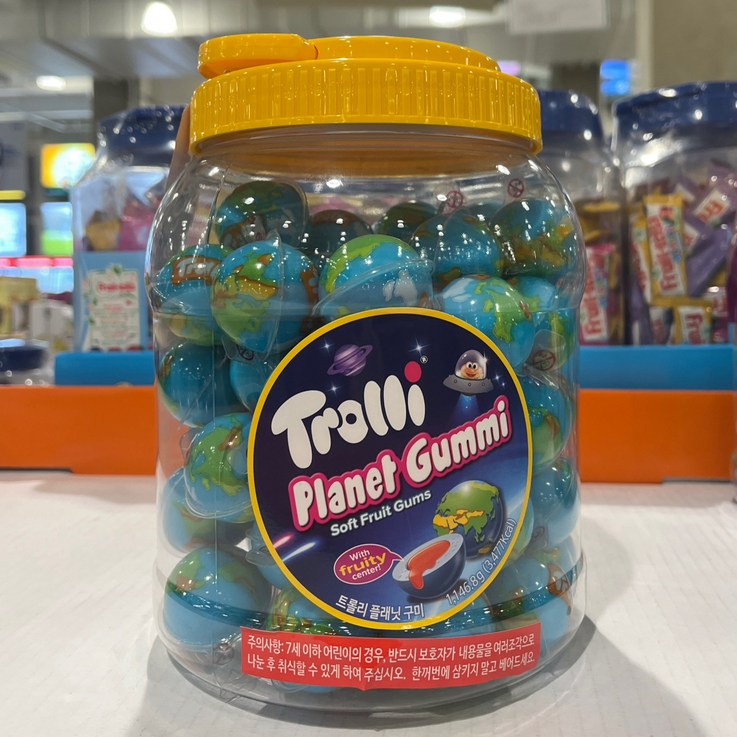 Trolli
®
Planet Gummi
Soft Fruit Gums
With
fruity
center!
트롤리 플래닛 구미
1,146.8g (3,477Kcal)
주의사항: 7세 이하 어린이의 경우, 반드시 보호자가 내용물을 여러조각으로
나눈 후 취식할 수 있게 하여 주십시오. 한꺼번에 삼키지 말고 베어드세요.